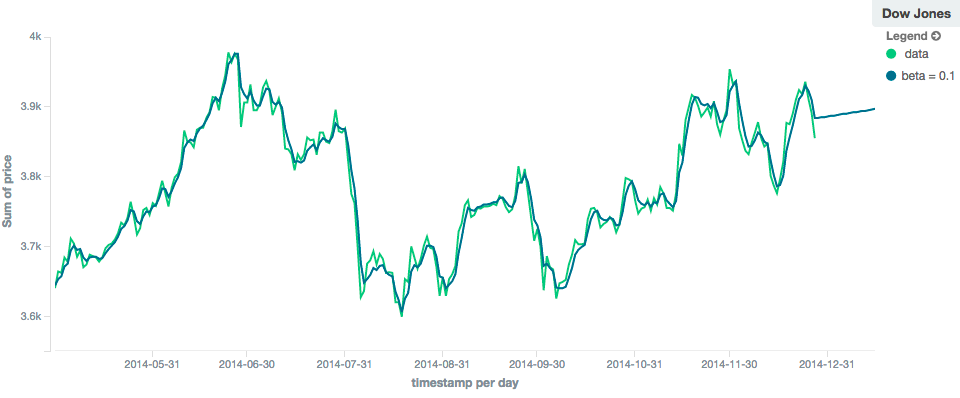 Dow Jones
Legend
data
beta = 0.1
4k
3.9k
3.8k
3.7k
3.6k
Sum of price
2014-05-31 2014-06-30 2014-07-31 2014-08-31 2014-09-30 2014-10-31 2014-11-30 2014-12-31
timestamp per day